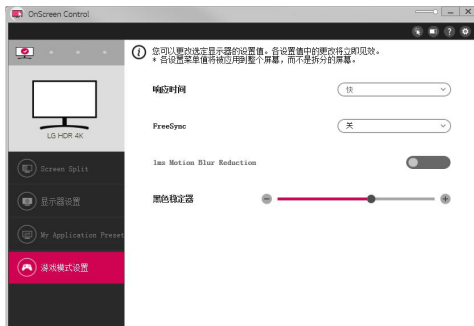 OnScreen Control
您可以更改选定显示器的设置值。各设置值中的更改将立即见效。
* 各设置菜单值将被应用到整个屏幕，而不是拆分的屏幕。
LG HDR 4K
Screen Split
显示器设置
My Application Preset
游戏模式设置
响应时间
快
FreeSync
关
1ms Motion Blur Reduction
黑色稳定器